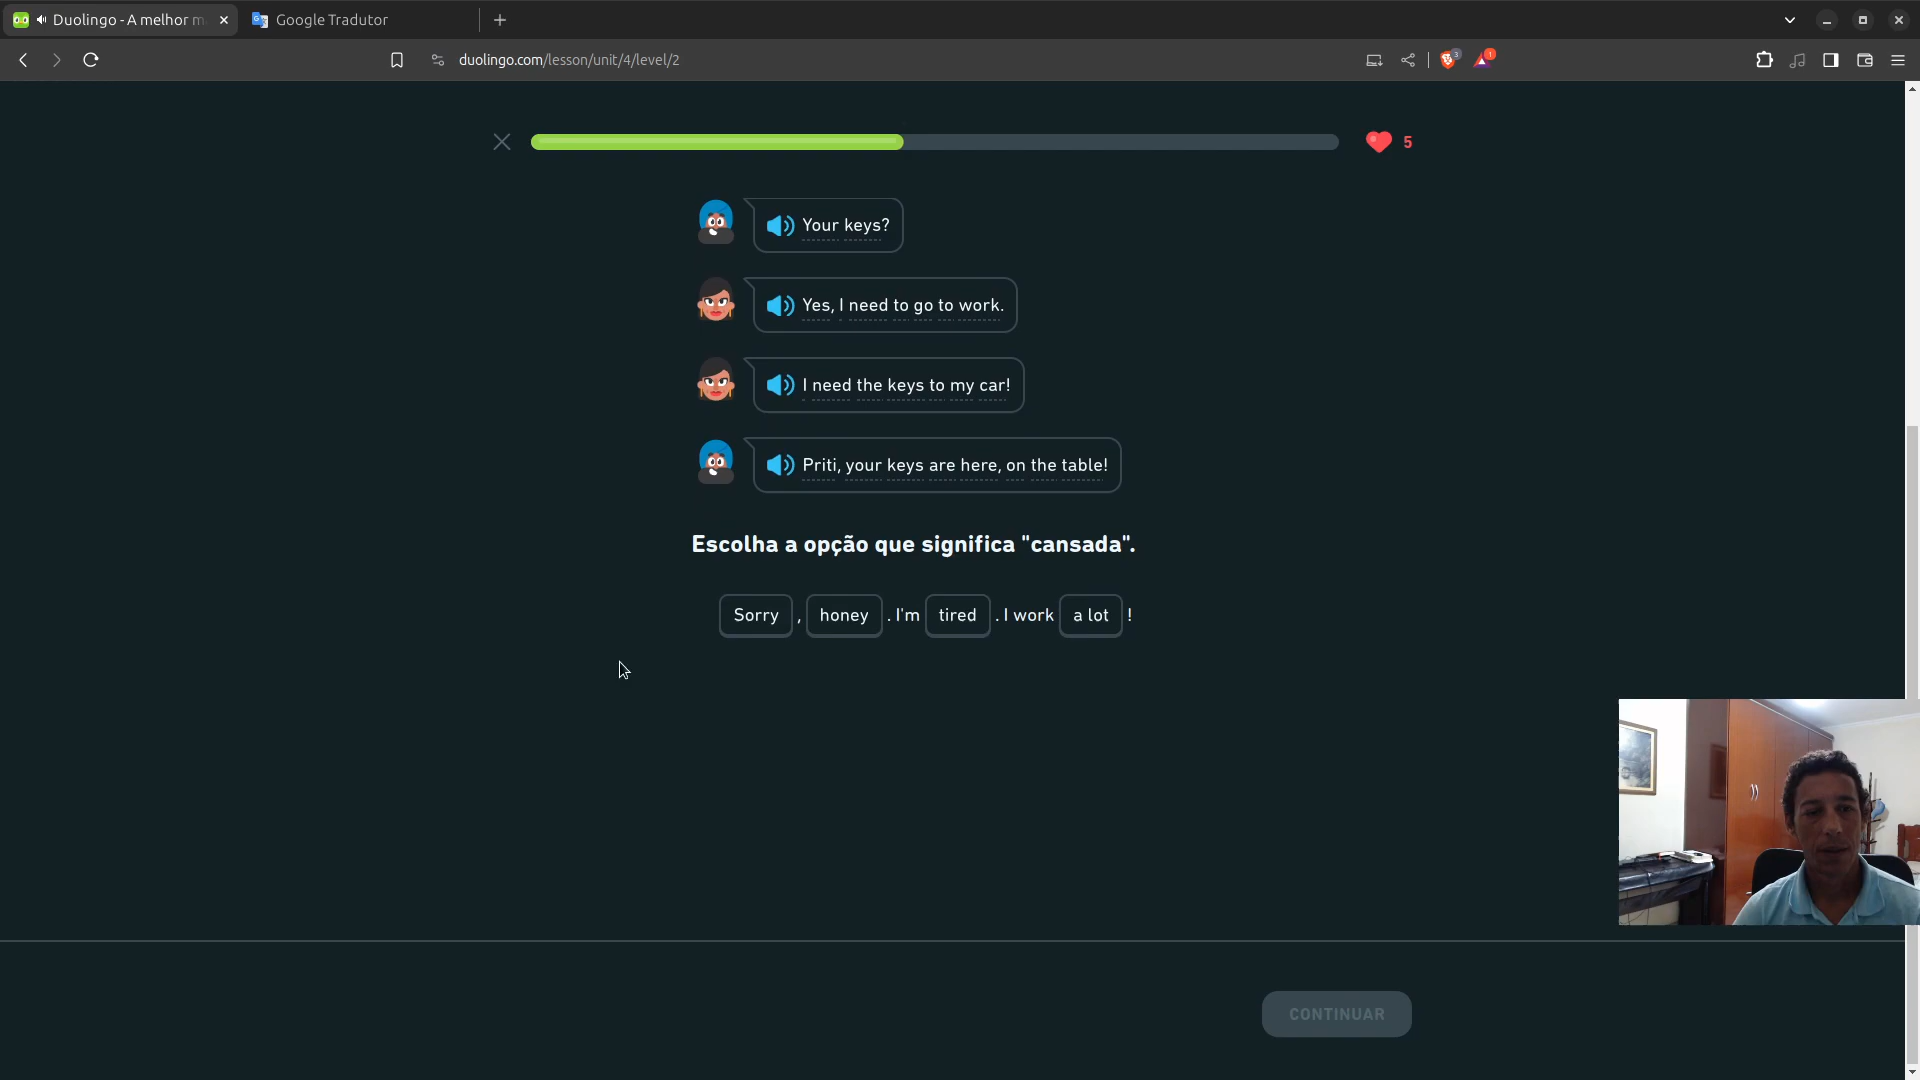 Duolingo - A melhor m
Google Tradutor
duolingo.com/lesson/unit/4/level/2
3
1
5
Your keys?
Yes, I need to go to work.
I need the keys to my car!
Priti, your keys are here, on the table!
Escolha a opção que significa "cansada".
Sorry , honey . I'm tired . I work a lot !
CONTINUAR